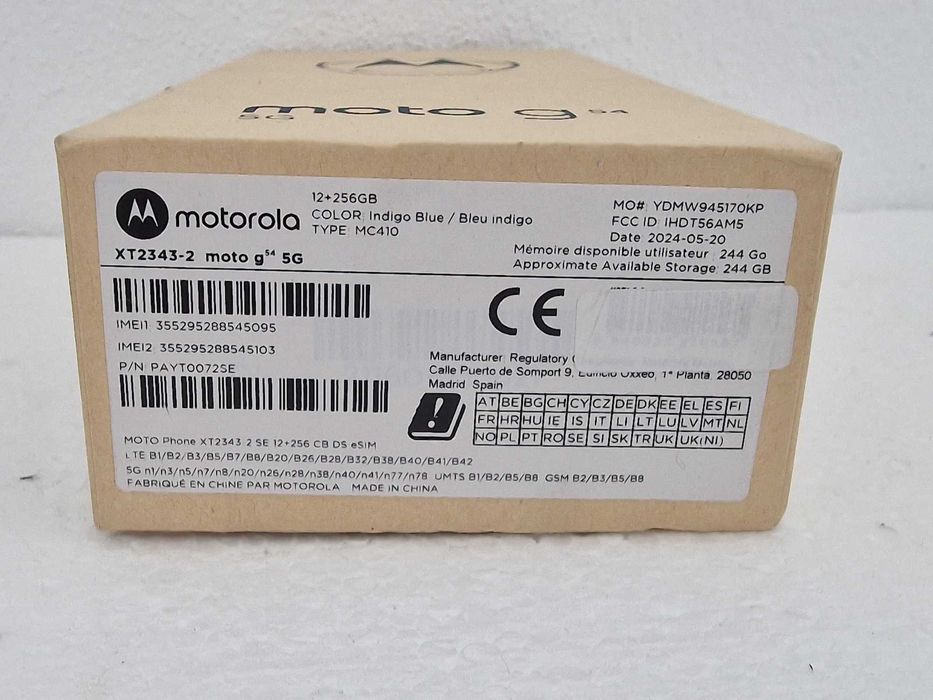 moto g54
5G
motorola
12+256GB
COLOR: Indigo Blue / Bleu indigo
TYPE: MC410
XT2343-2 moto g54 5G
MO#: YDMW945170KP
FCC ID: IHDT56AM5
Date: 2024-05-20
Mémoire disponible utilisateur : 244 Go
Approximate Available Storage: 244 GB
IMEI1: 355295288545095
IMEI2: 355295288545103
P/N: PAYT0072SE
CE
Manufacturer: Regulatory
Calle Puerto de Somport 9, Edificio Oxxeo, 1ª Planta, 28050
Madrid, Spain
AT BE BG CH CY CZ DE DK EE EL ES FI
FR HR HU IE IS IT LI LT LU LV MT NL
NO PL PT RO SE SI SK TR UK UK(NI)
MOTO Phone XT2343 2 SE 12+256 CB DS eSIM
LTE B1/B2/B3/B5/B7/B8/B20/B26/B28/B32/B38/B40/B41/B42
5G n1/n3/n5/n7/n8/n20/n26/n28/n38/n40/n41/n77/n78 UMTS B1/B2/B5/B8 GSM B2/B3/B5/B8
FABRIQUÉ EN CHINE PAR MOTOROLA MADE IN CHINA